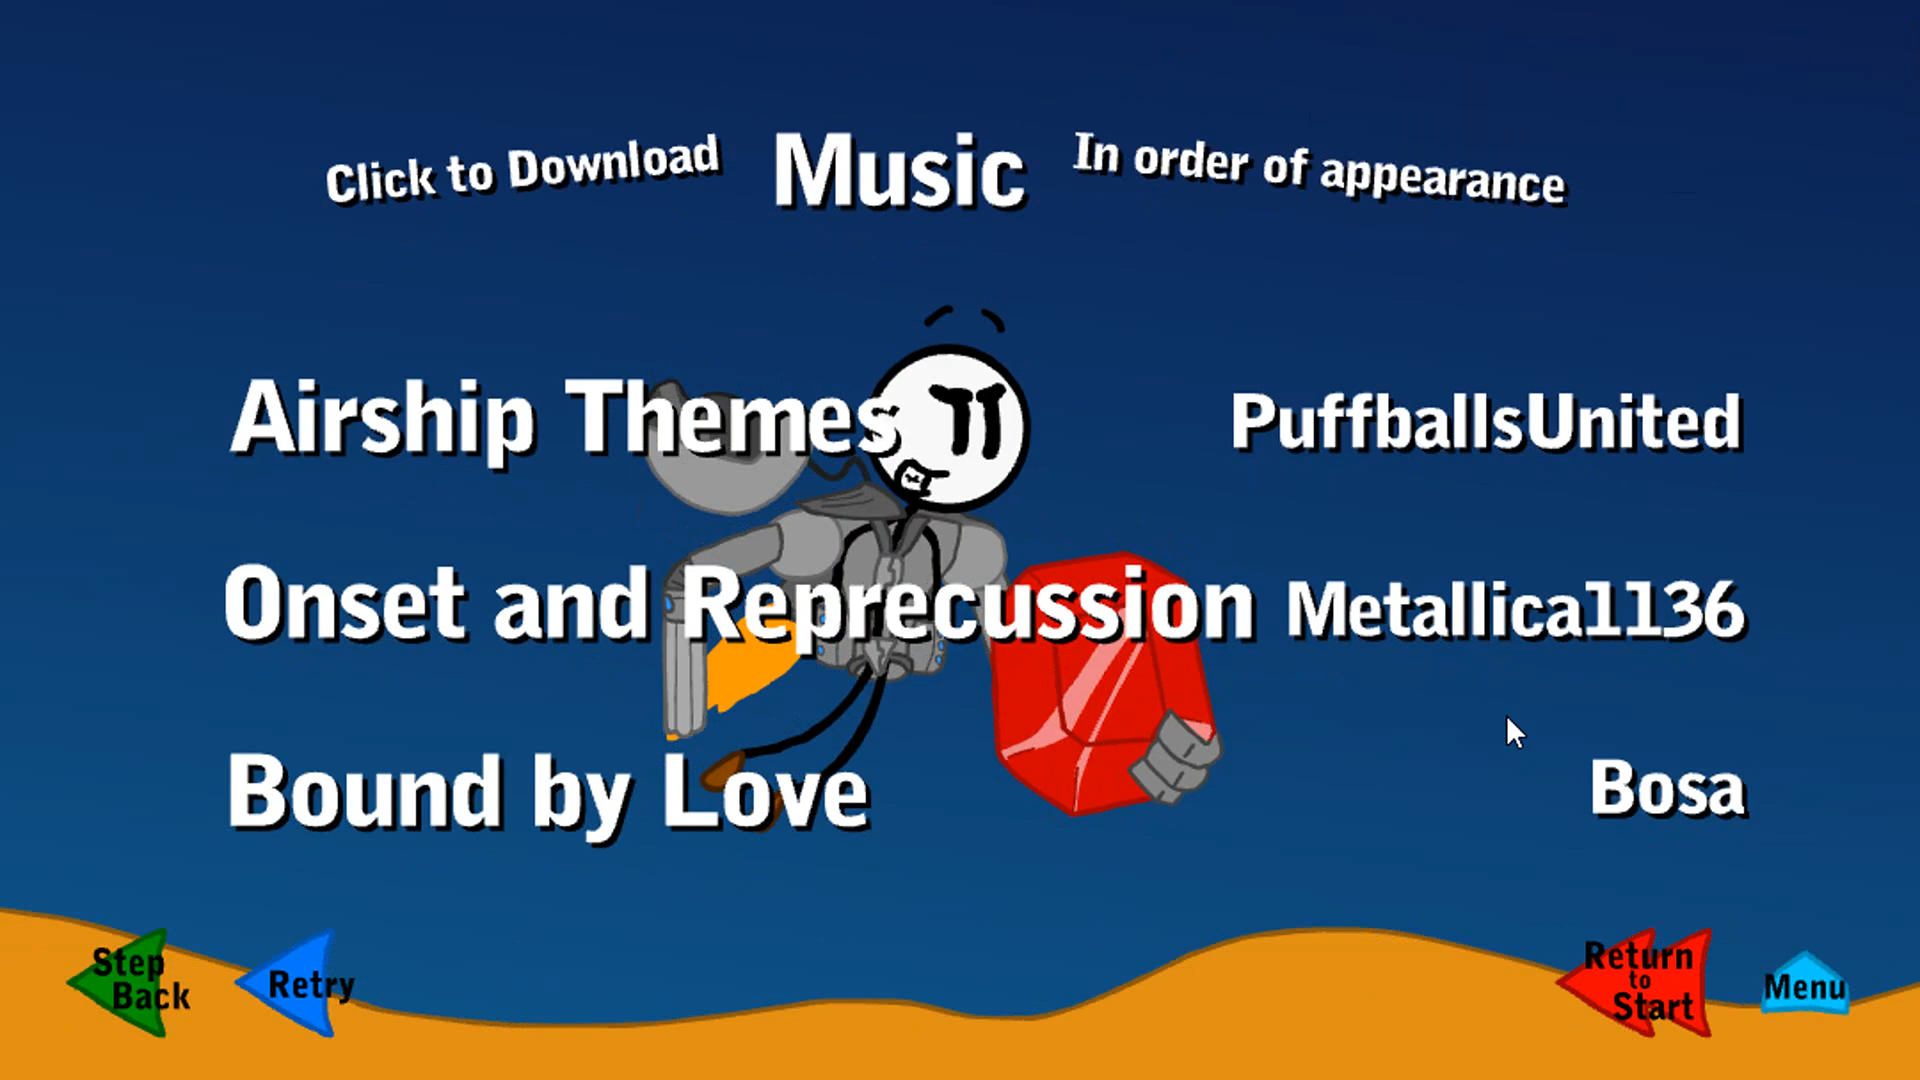 Click to Download Music In order of appearance
Airship Themes PuffballsUnited
Onset and Reprecussion Metallica1136
Bound by Love Bosa
Step Back
Retry
Return to Start
Menu